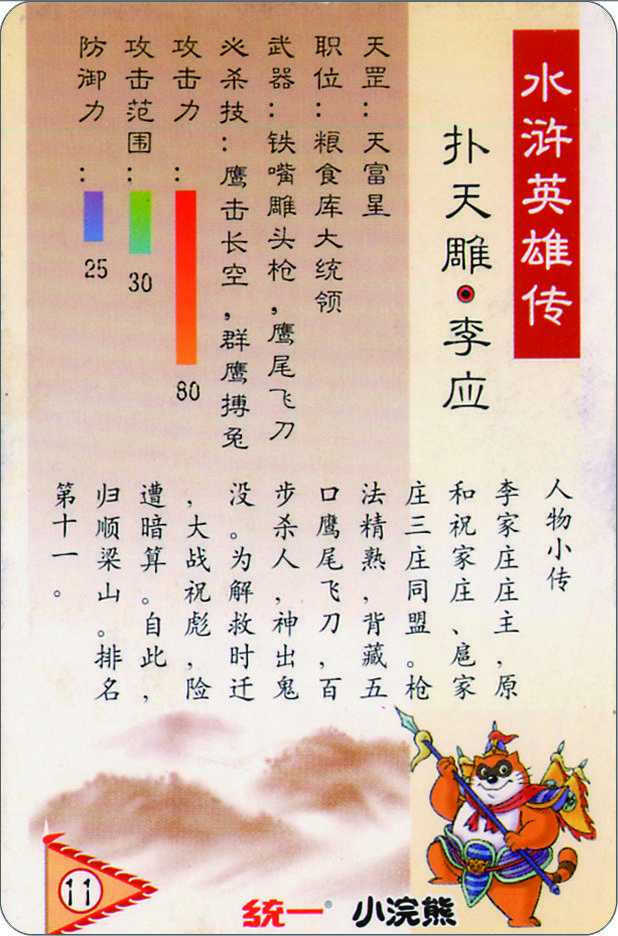 水浒英雄传
扑天雕·李应
天罡：天富星
职位：粮食库大统领
武器：铁嘴雕头枪，鹰尾飞刀
必杀技：鹰击长空，群鹰搏兔
攻击力：
80
攻击范围：
30
防御力：
25
人物小传
李家庄庄主，原
和祝家庄、扈家
庄三庄同盟。枪
法精熟，背藏五
口鹰尾飞刀，百
步杀人，神出鬼
没。为解救时迁
，大战祝彪，险
遭暗算。自此，
归顺梁山。排名
第十一。
11
统一® 小浣熊